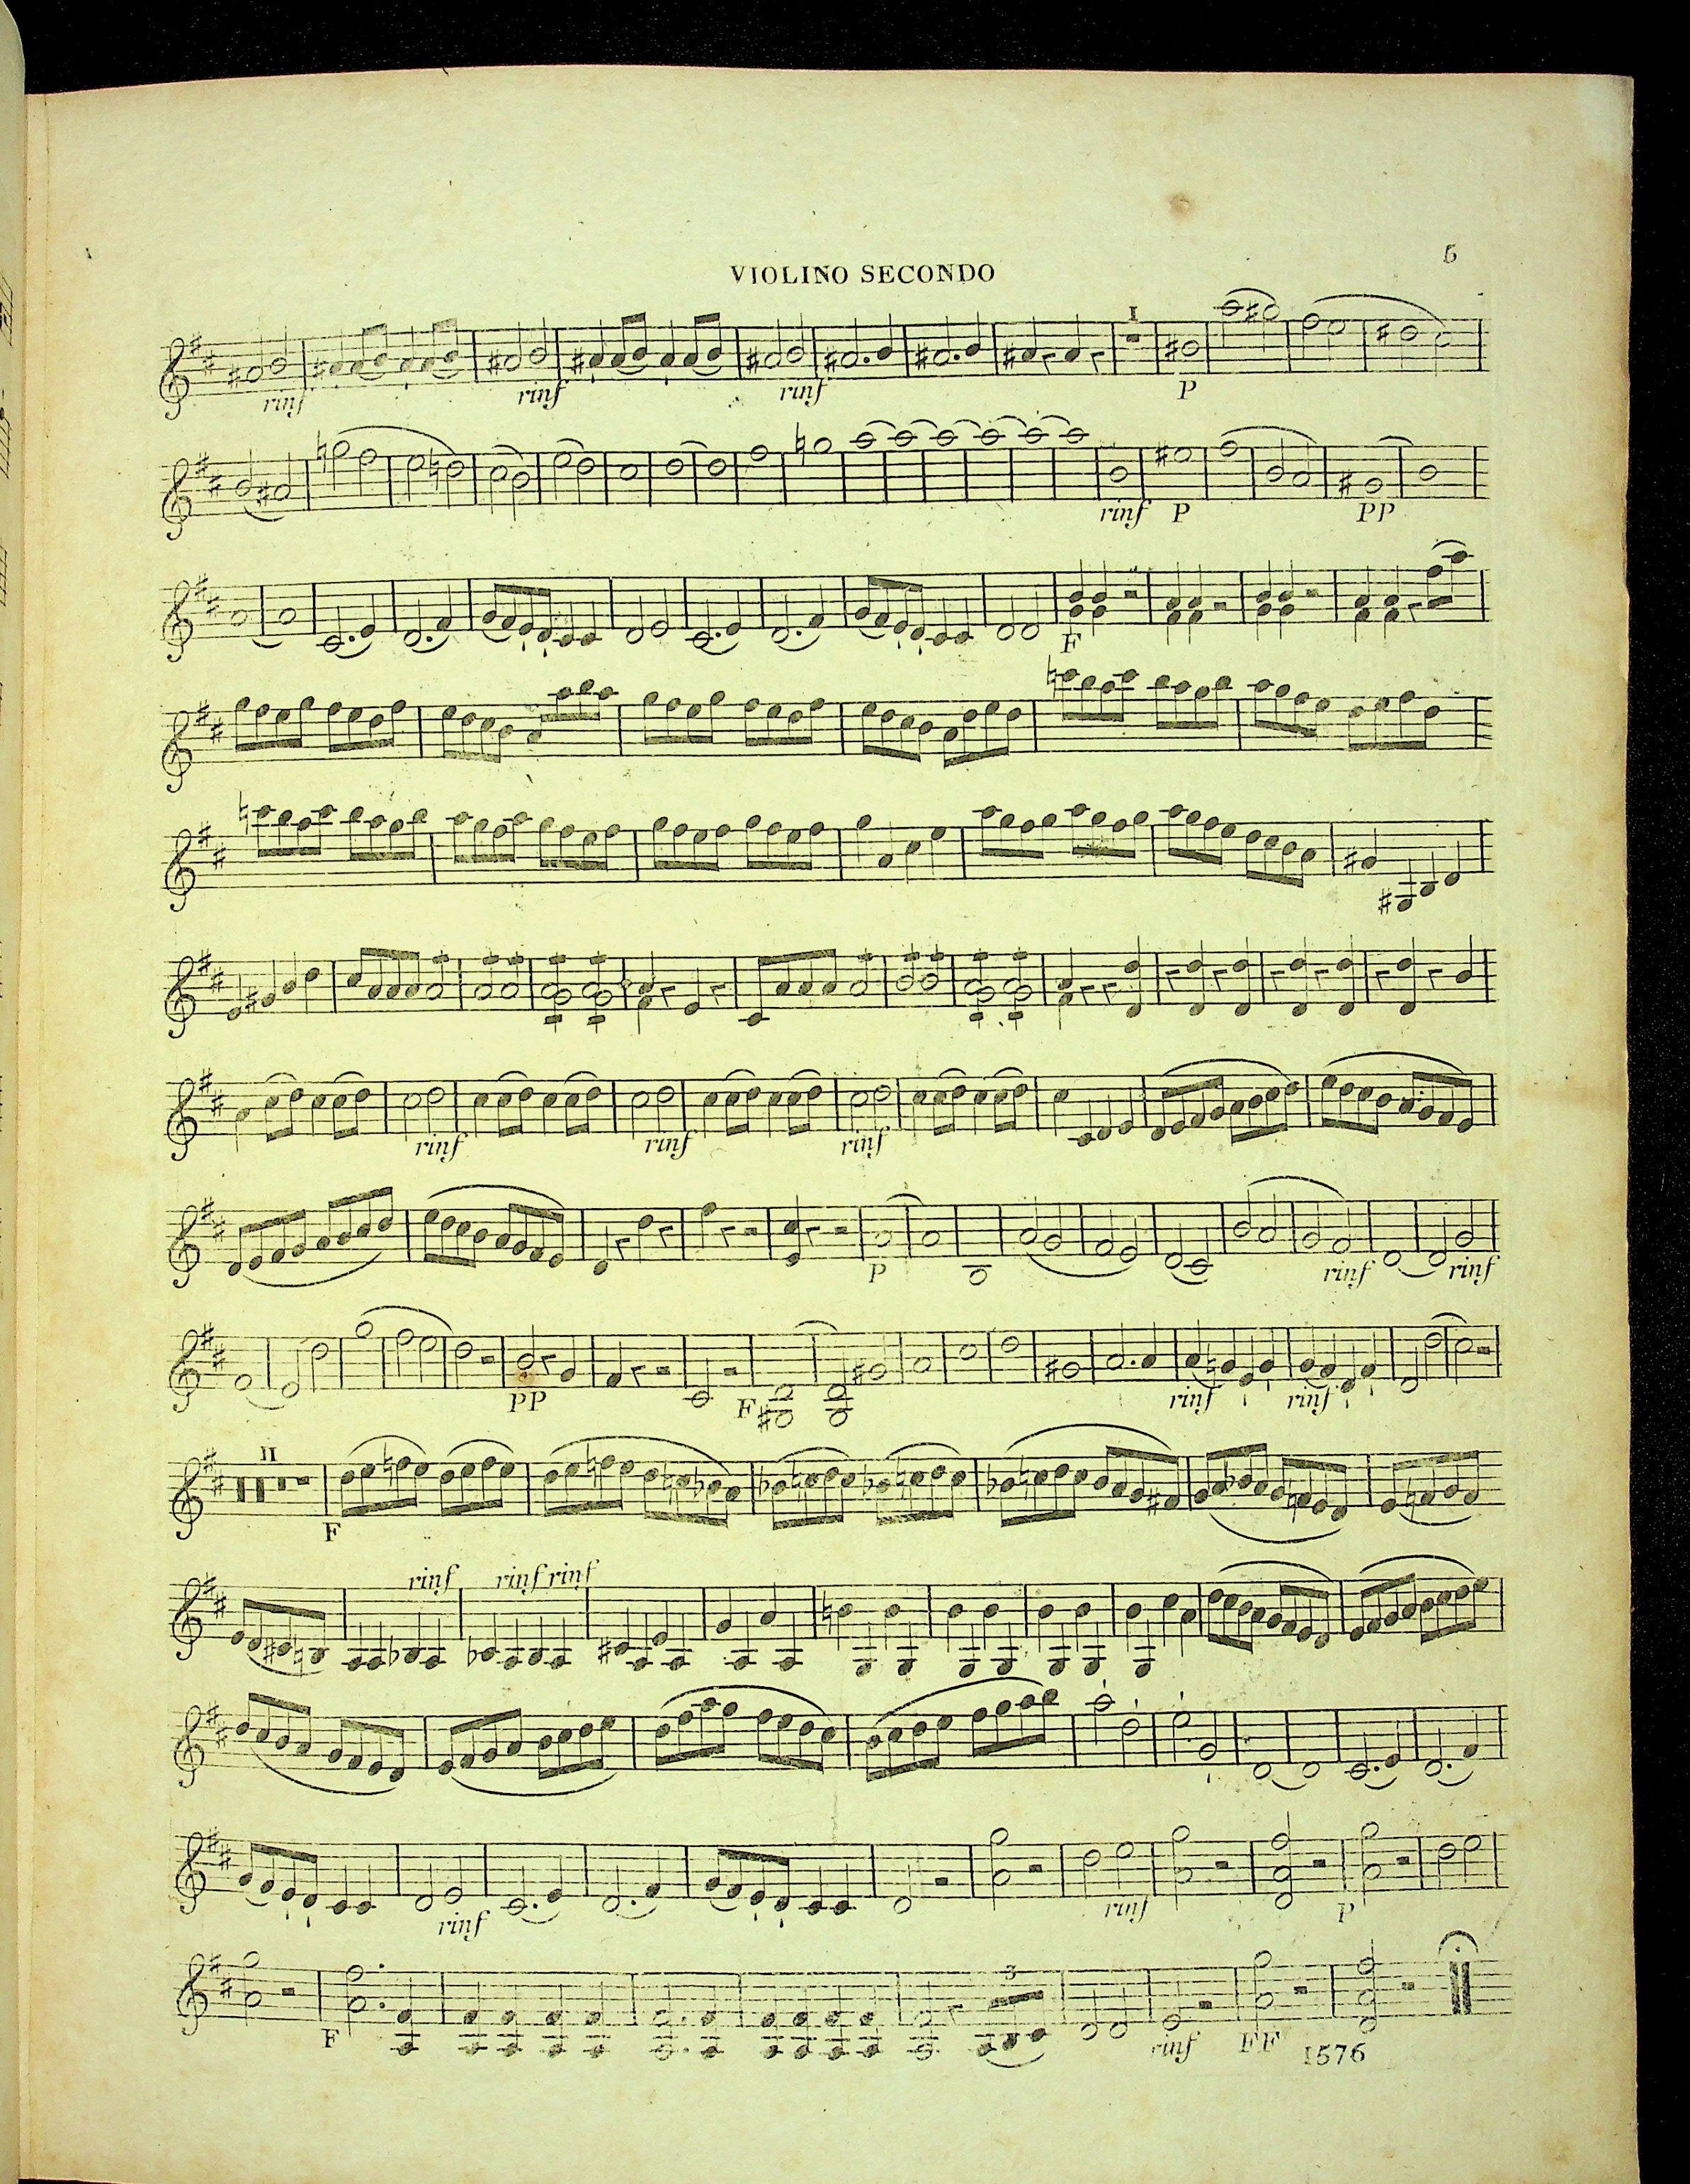 5
VIOLINO SECONDO
rinf rinf rinf I P
rinf P PP
F
rinf rinf rinf
P rinf rinf
PP F rinf rinf
II
F
rinf rinf rinf
rinf rinf P
3
F rinf FF 1576